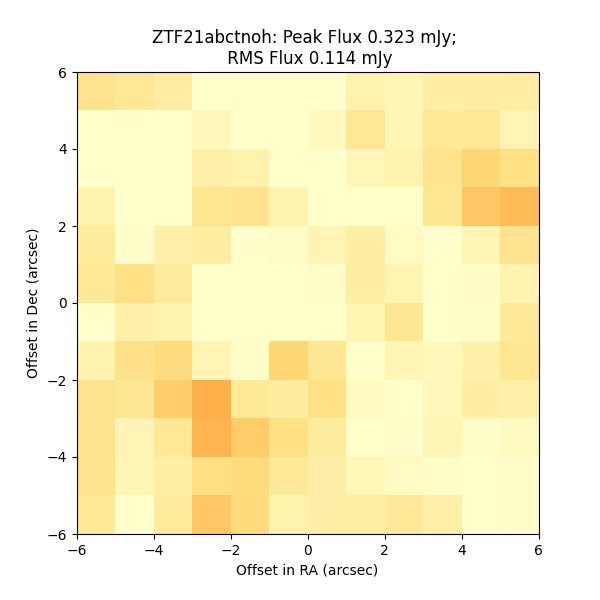 ZTF21abctnoh: Peak Flux 0.323 mJy;
RMS Flux 0.114 mJy
6
4
2
0
−2
−4
−6
Offset in Dec (arcsec)
−6 −4 −2 0 2 4 6
Offset in RA (arcsec)